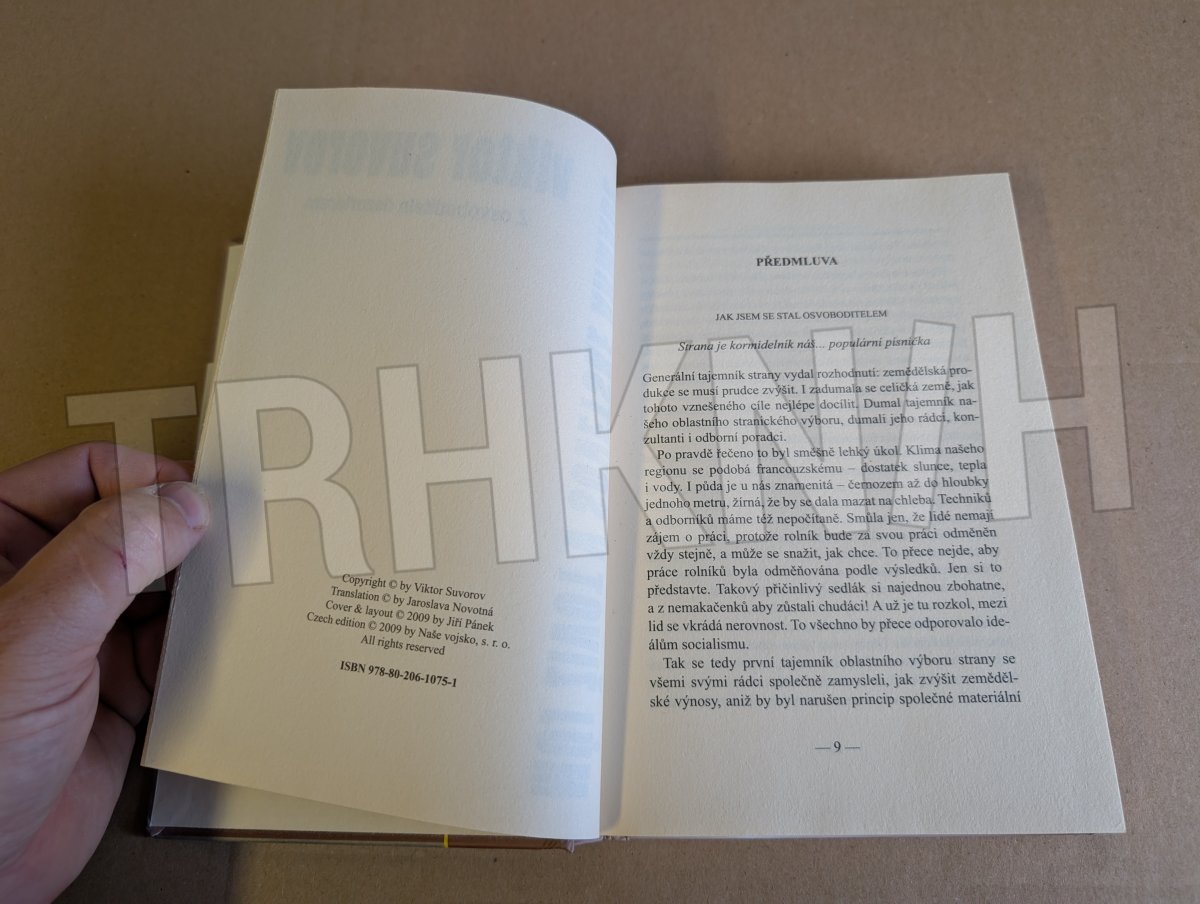 Copyright © by Viktor Suvorov
Translation © by Jaroslava Novotná
Cover & layout © 2009 by Jiří Pánek
Czech edition © 2009 by Naše vojsko, s. r. o.
All rights reserved
ISBN 978-80-206-1075-1
PŘEDMLUVA
JAK JSEM SE STAL OSVOBODITELEM
Strana je kormidelník náš... populární písnička
Generální tajemník strany vydal rozhodnutí: zemědělská pro-
dukce se musí prudce zvýšit. I zadumala se celičká země, jak
tohoto vznešeného cíle nejlépe docílit. Dumal tajemník na-
šeho oblastního stranického výboru, dumali jeho rádci, kon-
zultanti i odborní poradci.
Po pravdě řečeno to byl směšně lehký úkol. Klima našeho
regionu se podobá francouzskému – dostatek slunce, tepla
i vody. I půda je u nás znamenitá – černozem až do hloubky
jednoho metru, žírná, že by se dala mazat na chleba. Techniků
a odborníků máme též nepočítaně. Smůla jen, že lidé nemají
zájem o práci, protože rolník bude za svou práci odměněn
vždy stejně, a může se snažit, jak chce. To přece nejde, aby
práce rolníků byla odměňována podle výsledků. Jen si to
představte. Takový přičinlivý sedlák si najednou zbohatne,
a z nemakačenků aby zůstali chudáci! A už je tu rozkol, mezi
lid se vkrádá nerovnost. To všechno by přece odporovalo ide-
álům socialismu.
Tak se tedy první tajemník oblastního výboru strany se
všemi svými rádci společně zamysleli, jak zvýšit zeměděl-
ské výnosy, aniž by byl narušen princip společné materiální
— 9 —
TRHKNIH